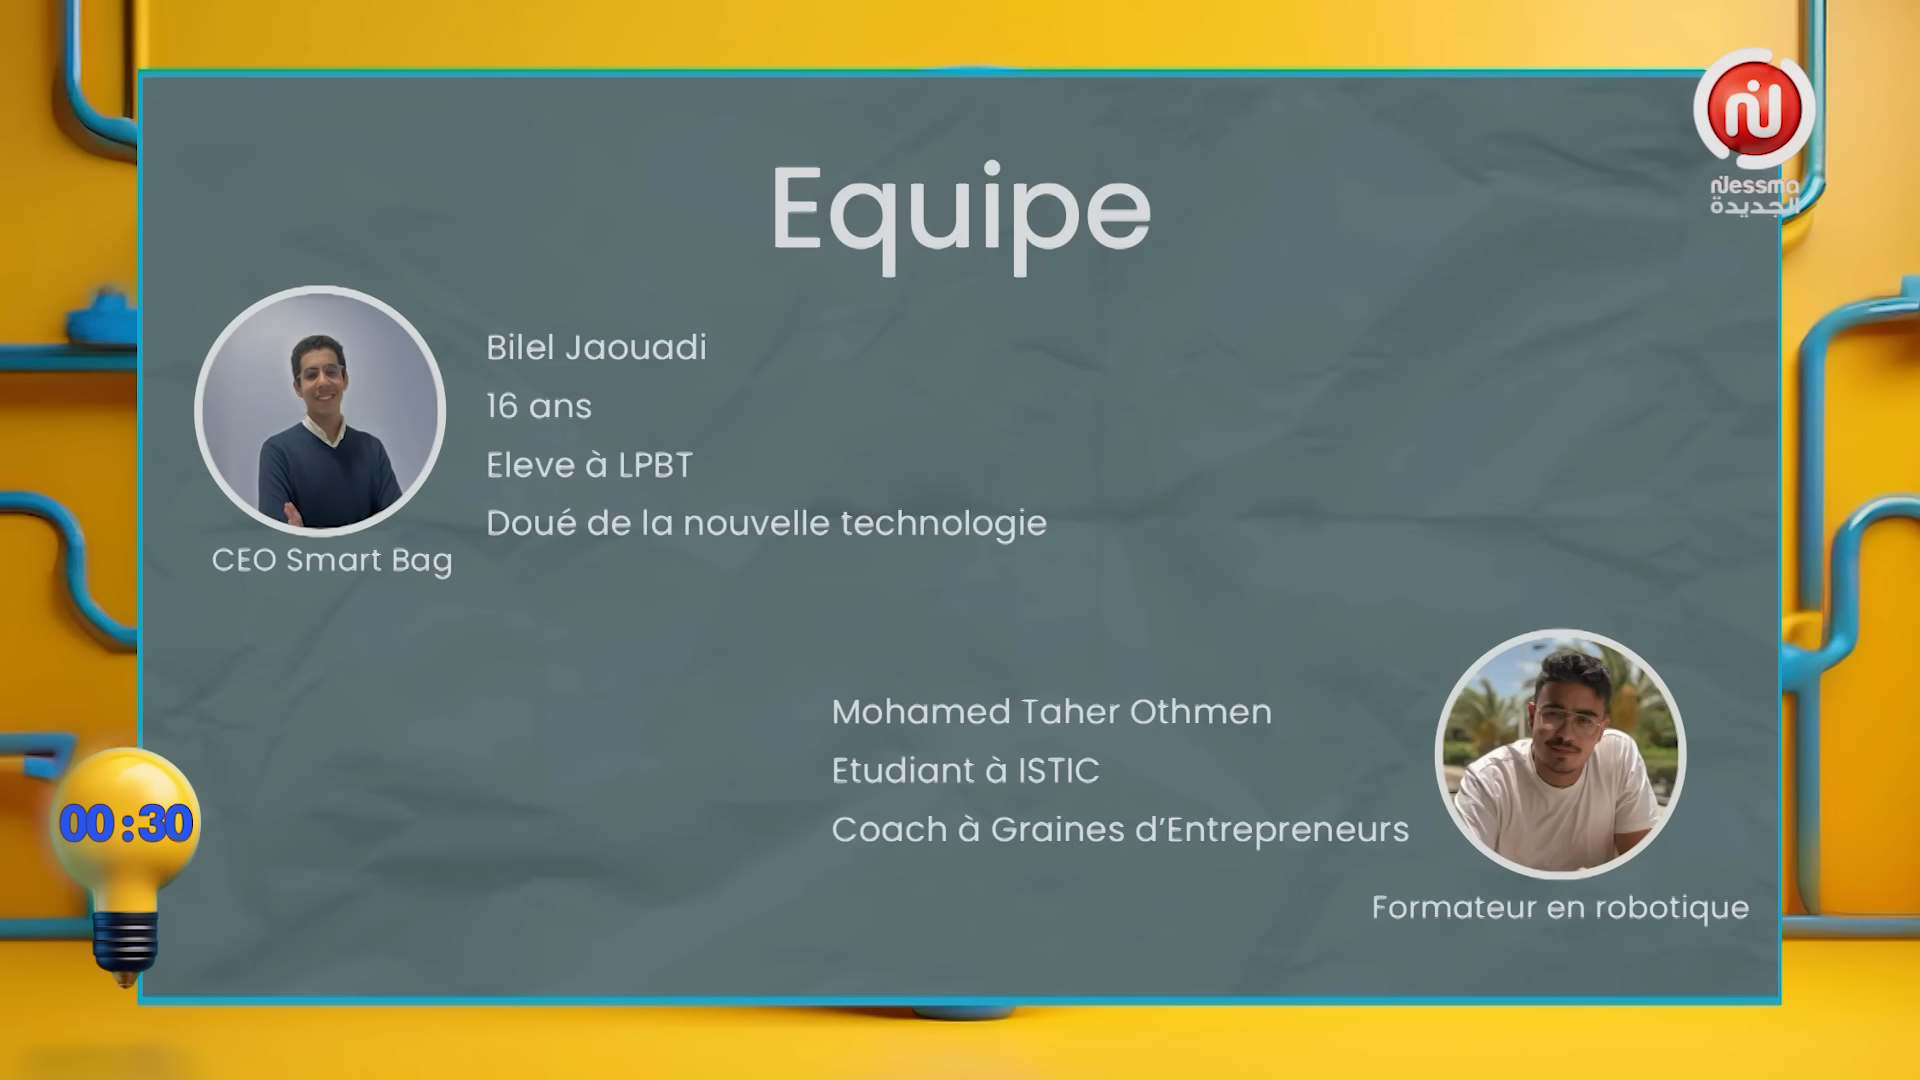 Equipe
Nessma
الجديدة
Bilel Jaouadi
16 ans
Eleve à LPBT
Doué de la nouvelle technologie
CEO Smart Bag
Mohamed Taher Othmen
Etudiant à ISTIC
Coach à Graines d’Entrepreneurs
Formateur en robotique
00:30